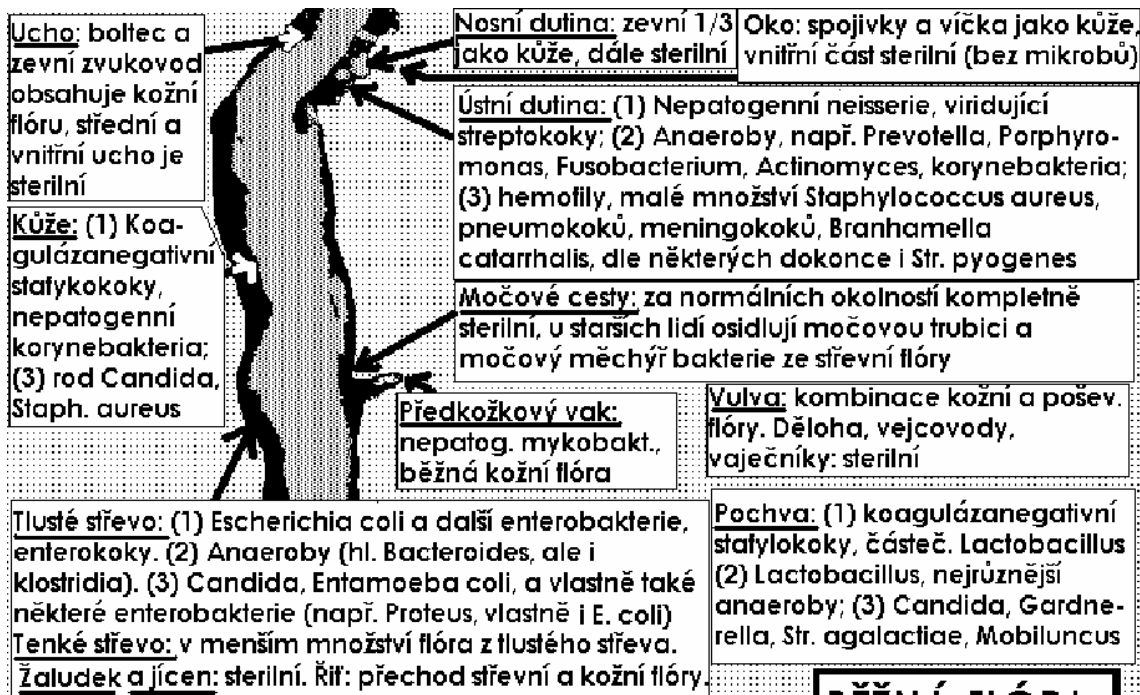 Ucho: boltec a
zevní zvukovod
obsahuje kožní
flóru, střední a
vnitřní ucho je
sterilní
Nosní dutina: zevní 1/3
jako kůže, dále sterilní
Oko: spojivky a víčka jako kůže,
vnitřní část sterilní (bez mikrobů)
Ústní dutina: (1) Nepatogenní neisserie, viridující
streptokoky; (2) Anaeroby, např. Prevotella, Porphyro-
monas, Fusobacterium, Actinomyces, korynebakteria;
(3) hemofily, malé množství Staphylococcus aureus,
pneumokoků, meningokoků, Branhamella
catarrhalis, dle některých dokonce i Str. pyogenes
Kůže: (1) Koa-
gulázanegativní
stafykokoky,
nepatogenní
korynebakteria;
(3) rod Candida,
Staph. aureus
Močové cesty: za normálních okolností kompletně
sterilní, u starších lidí osidlují močovou trubici a
močový měchýř bakterie ze střevní flóry
Předkožkový vak:
nepatog. mykobakt.,
běžná kožní flóra
Vulva: kombinace kožní a pošev.
flóry. Děloha, vejcovody,
vaječníky: sterilní
Tlusté střevo: (1) Escherichia coli a další enterobakterie,
enterokoky. (2) Anaeroby (hl. Bacteroides, ale i
klostridia). (3) Candida, Entamoeba coli, a vlastně také
některé enterobakterie (např. Proteus, vlastně i E. coli)
Tenké střevo: v menším množství flóra z tlustého střeva.
Žaludek a jícen: sterilní. Řiť: přechod střevní a kožní flóry.
Pochva: (1) koagulázanegativní
stafylokoky, částeč. Lactobacillus
(2) Lactobacillus, nejrůznější
anaeroby; (3) Candida, Gardne-
rella, Str. agalactiae, Mobiluncus